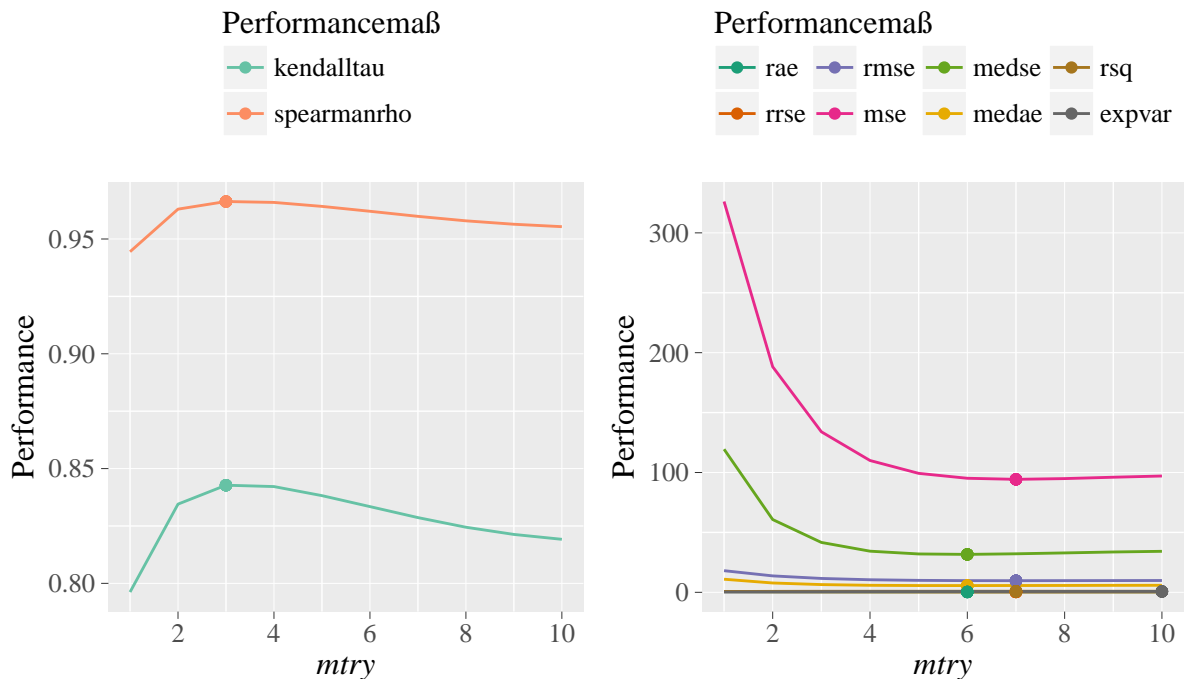 Performancemaß
kendalltau
spearmanrho
Performance
0.95
0.90
0.85
0.80
2 4 6 8 10
mtry
Performancemaß
rae rmse medse rsq
rrse mse medae expvar
Performance
300
200
100
0
2 4 6 8 10
mtry